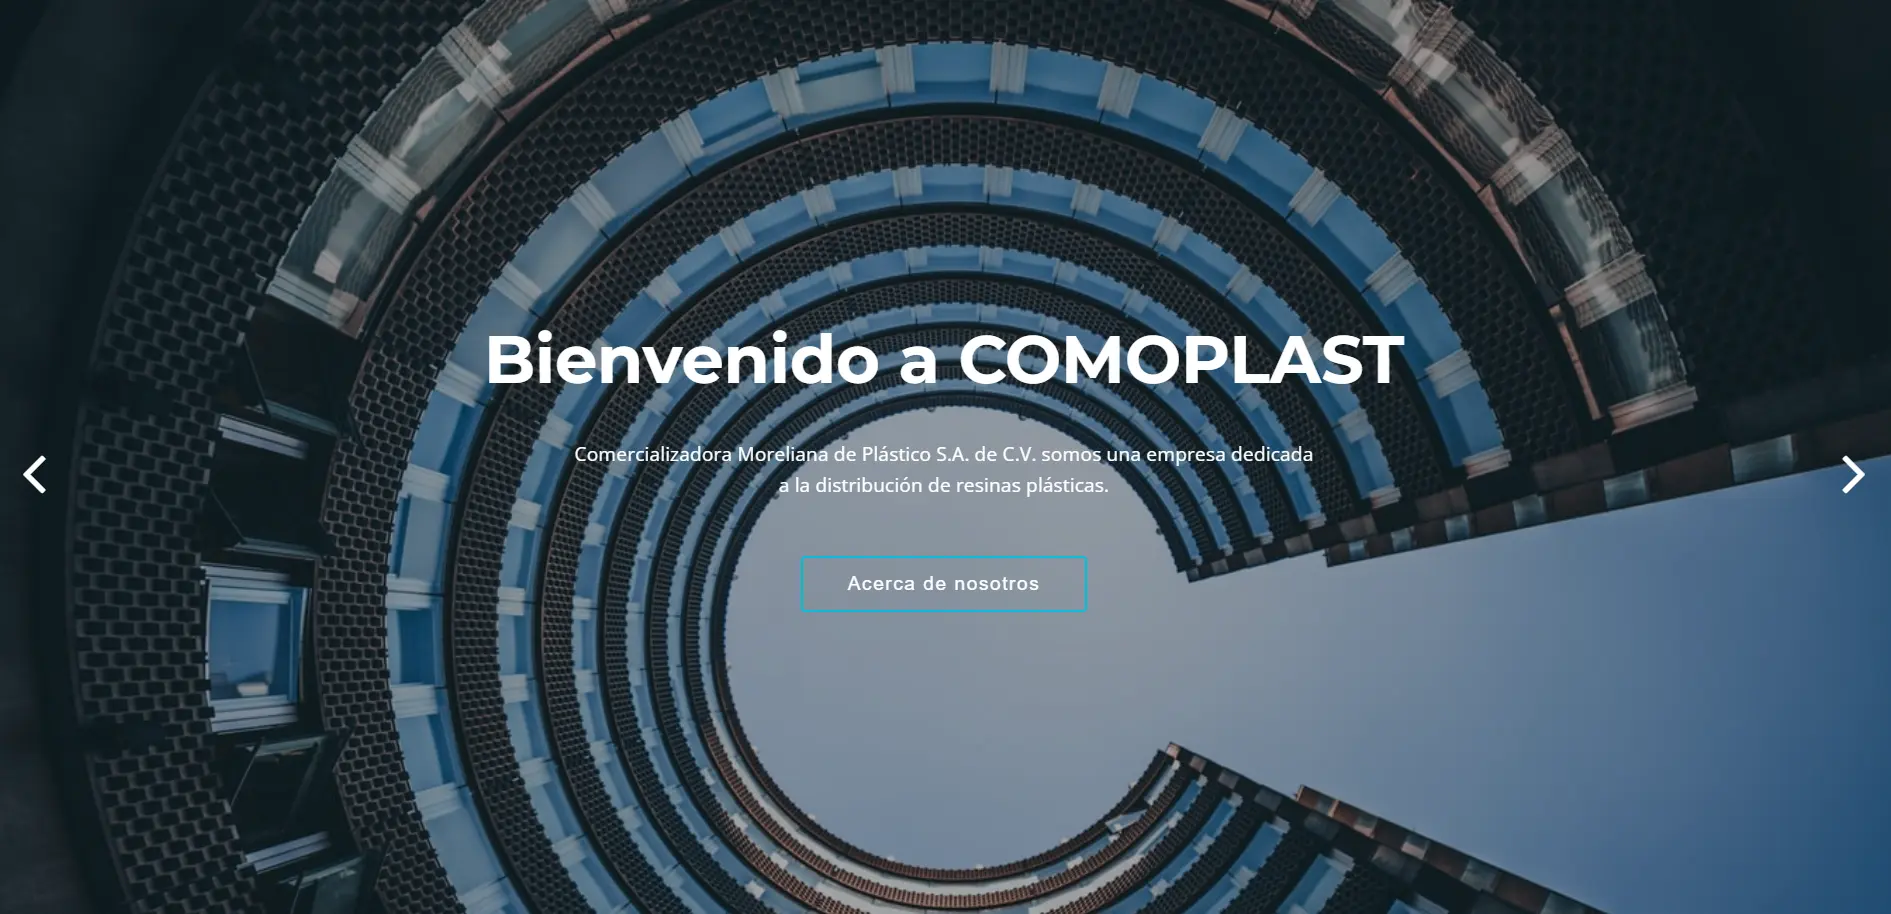 Bienvenido a COMOPLAST
Comercializadora Moreliana de Plástico S.A. de C.V. somos una empresa dedicada
a la distribución de resinas plásticas.
Acerca de nosotros